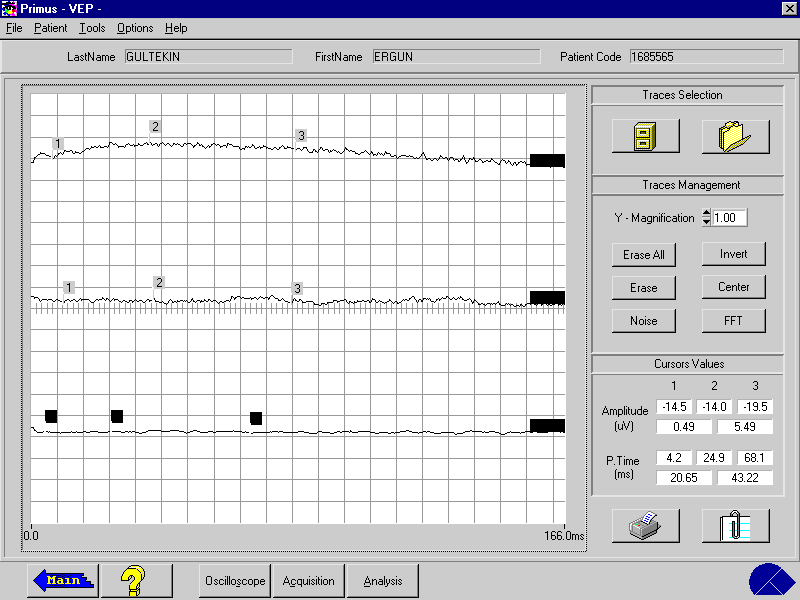 Primus - VEP -
File Patient Tools Options Help
LastName GULTEKIN FirstName ERGUN Patient Code 1685565
Traces Selection
1 2 3
Traces Management
Y - Magnification 1.00
Erase All Invert
Erase Center
Noise FFT
1 2 3
Cursors Values
1 2 3
Amplitude (uV) -14.5 -14.0 -19.5
0.49 5.49
P.Time (ms) 4.2 24.9 68.1
20.65 43.22
0.0 166.0ms
Main Oscilloscope Acquisition Analysis